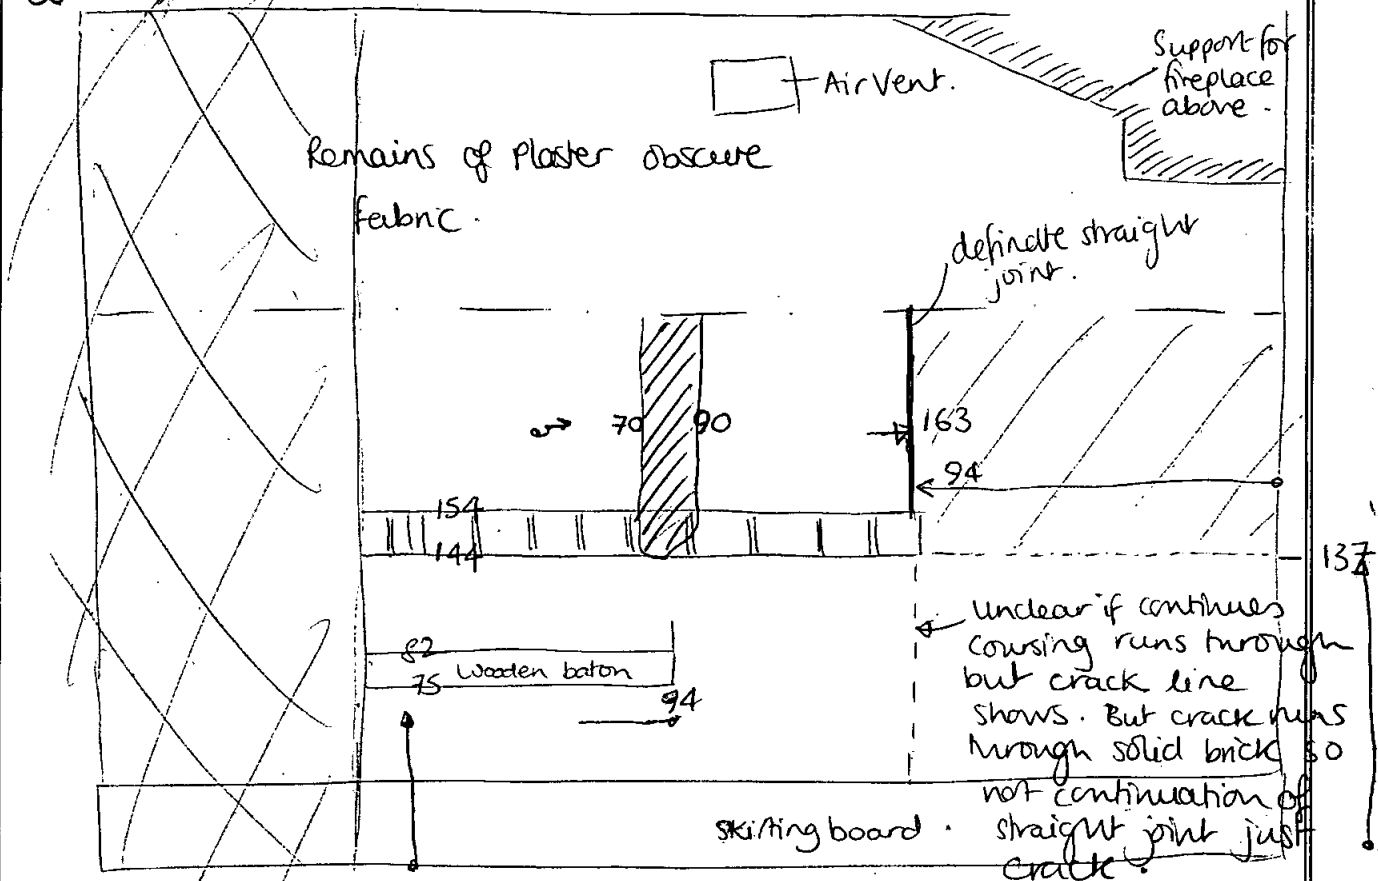 Support for
fireplace
above.
Air Vent.
Remains of Plaster obscure
fabric.
definate straight
joint.
70
90
163
94
154
144
137
unclear if continues
coursing runs through
but crack line
shows. But crack runs
through solid brick so
not continuation of
straight joint just
crack.
82
Wooden baton
75
94
skirting board.